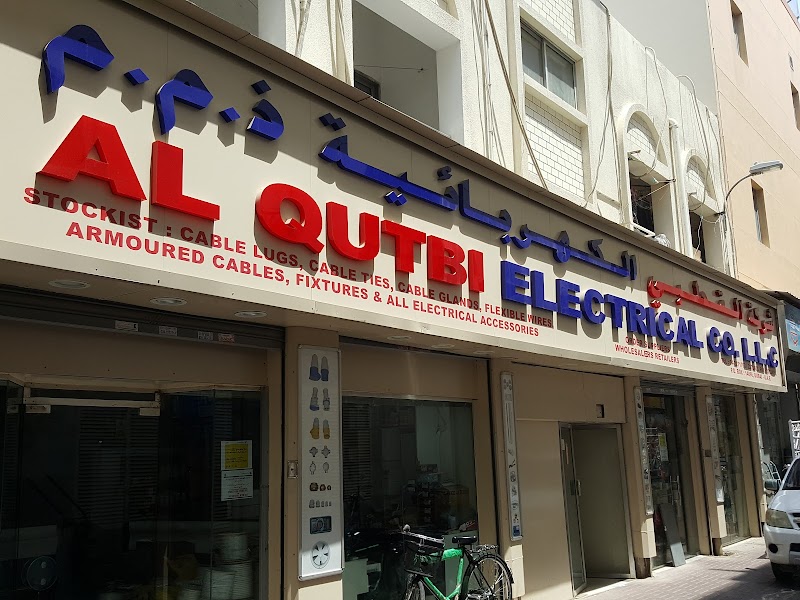 شركة القطبي الكهربائية ذ.م.م
AL QUTBI ELECTRICAL CO. L.L.C
STOCKIST : CABLE LUGS, CABLE TIES, CABLE GLANDS, FLEXIBLE WIRES
ARMOURED CABLES, FIXTURES & ALL ELECTRICAL ACCESSORIES
WHOLESALERS RETAILERS